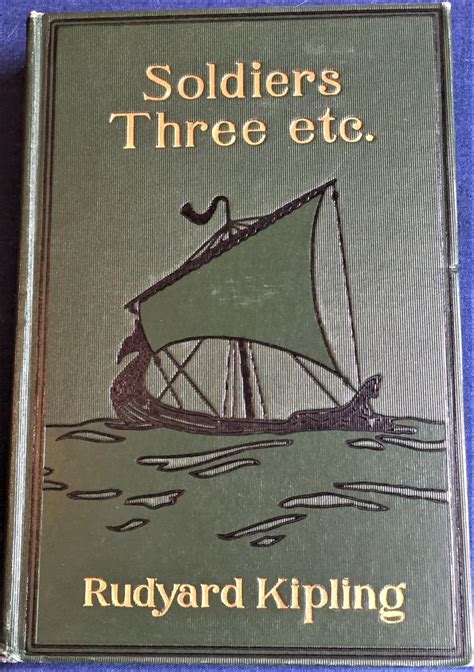 Soldiers
Three etc.
Rudyard Kipling